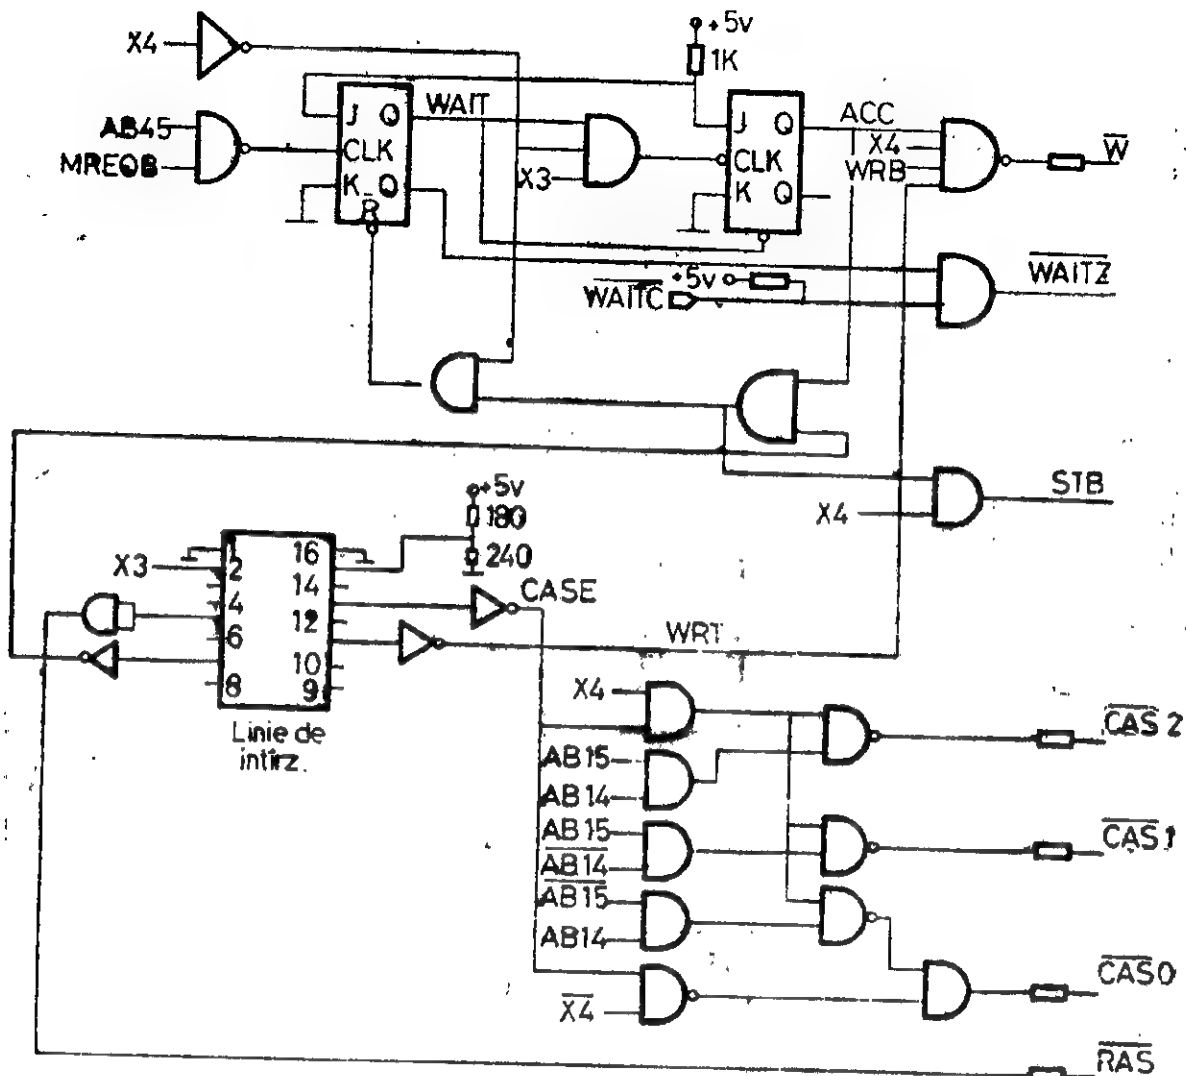 X4
+5v
1K
AB45
MREQB
J Q
CLK
K Q
R
WAIT
X3
J Q
CLK
K Q
ACC
X4
WRB
W
+5v
WAITC
WAITZ
STB
X4
+5v
180
240
X3
1 16
2
14
4
12
6
10
8
9
Linie de
intîrz.
CASE
WRT
X4
AB15
AB14
AB15
AB14
AB15
AB14
X4
CAS 2
CAS 1
CAS 0
RAS